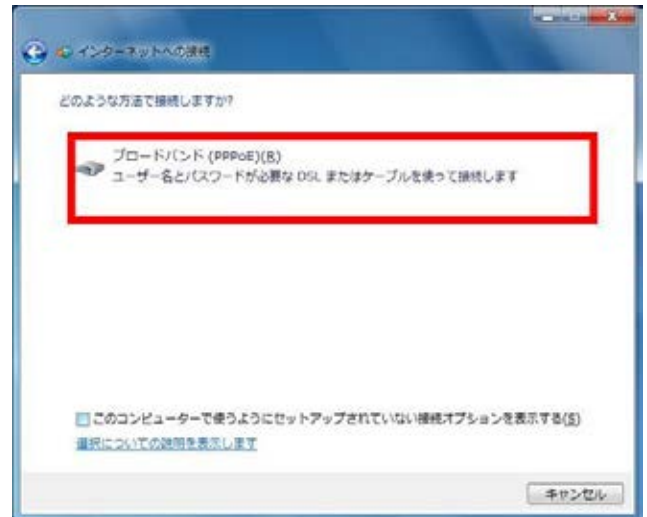 インターネットへの接続
どのような方法で接続しますか?
ブロードバンド (PPPoE)(R)
ユーザー名とパスワードが必要な DSL またはケーブルを使って接続します
このコンピューターで使うようにセットアップされていない接続オプションを表示する(S)
選択についての説明を表示します
キャンセル